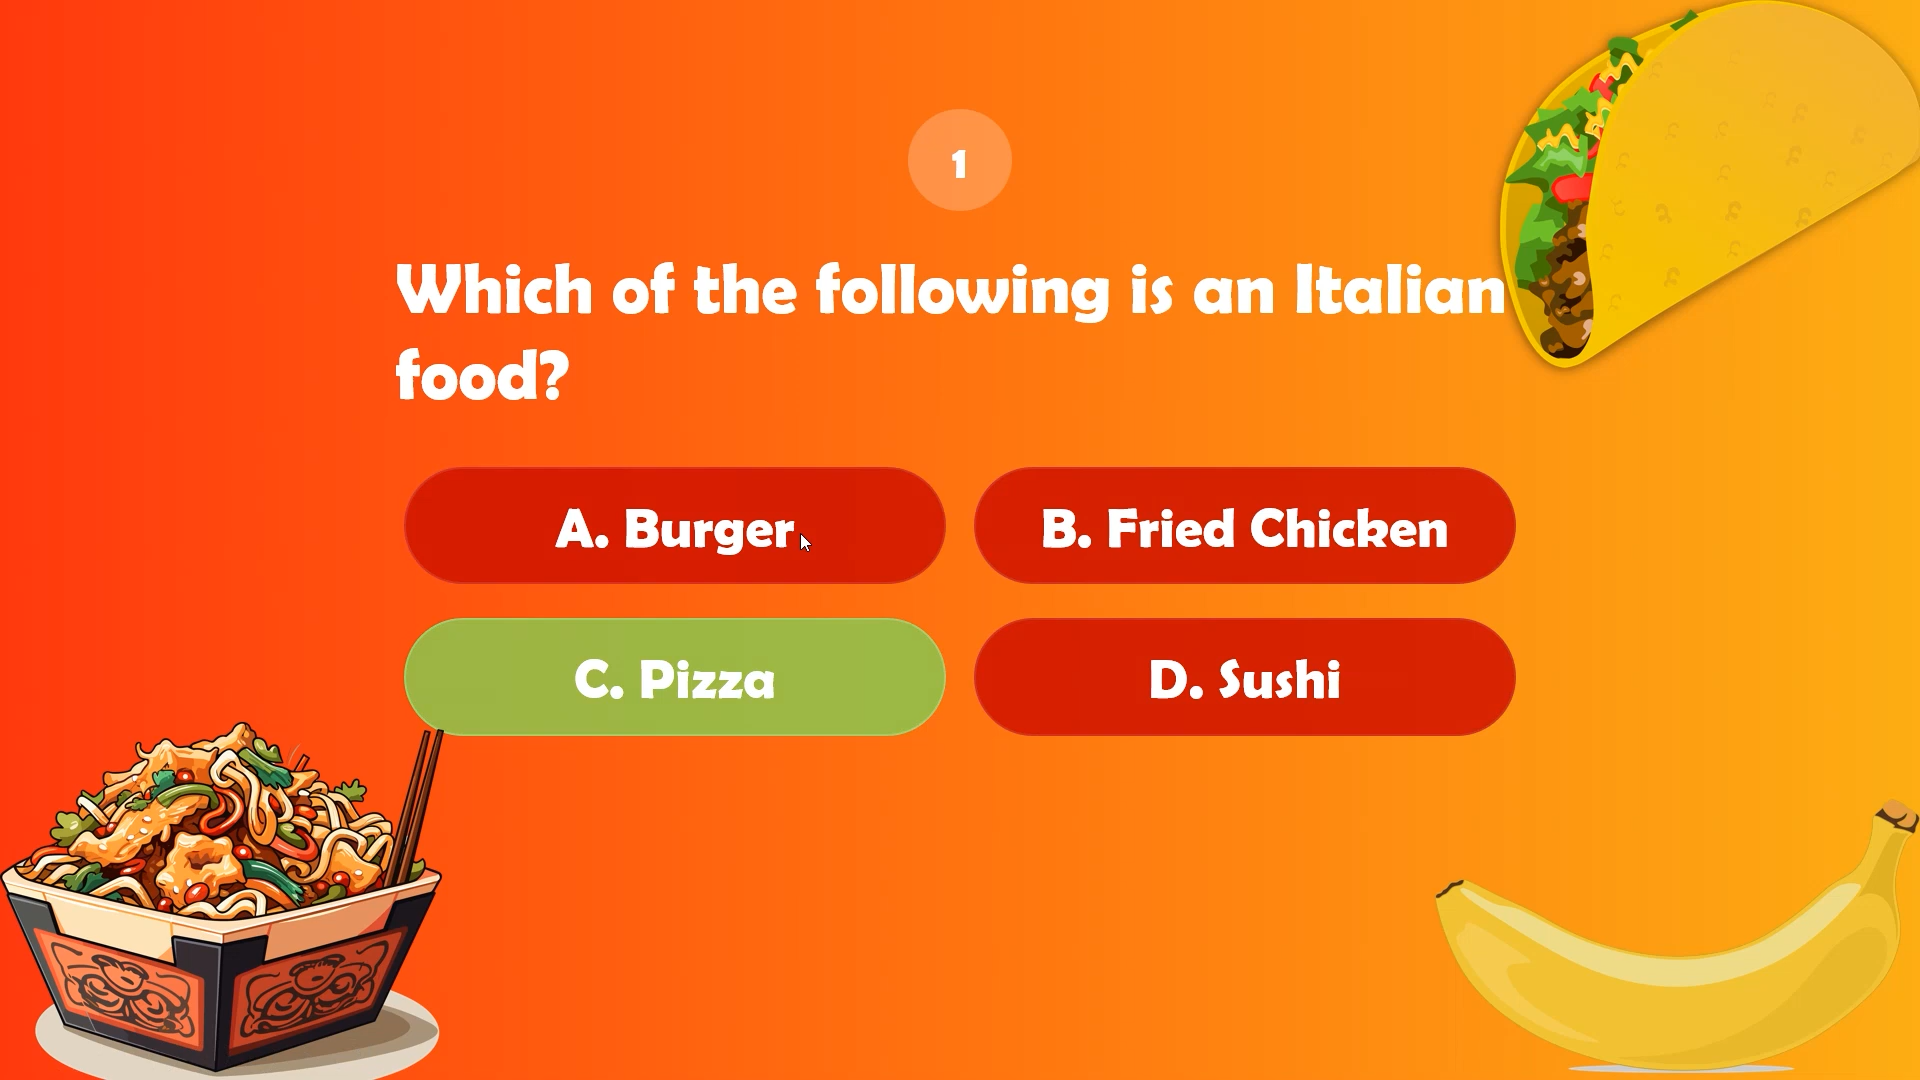 1
Which of the following is an Italian
food?
A. Burger
B. Fried Chicken
C. Pizza
D. Sushi